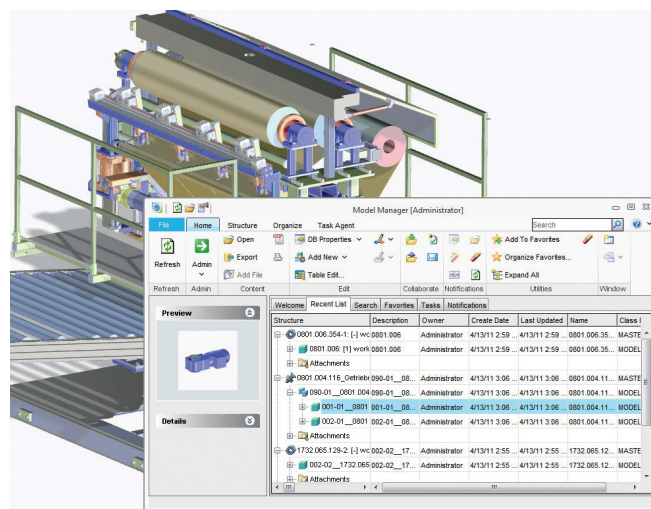 Model Manager [Administrator]
File Home Structure Organize Task Agent Search
Refresh Admin Open Export Add File DB Properties Add New Table Edit... Add To Favorites Organize Favorites... Expand All
Refresh Admin Content Edit Collaborate Notifications Utilities Window
Preview
Details
Welcome Recent List Search Favorites Tasks Notifications
Structure Description Owner Create Date Last Updated Name Class I
0801.006.354-1: [-] wc 0801.006 Administrator 4/13/11 2:59 ... 4/13/11 2:59 ... 0801.006.35... MASTE
0801.006: [1] work 0801.006 Administrator 4/13/11 2:59 ... 4/13/11 2:59 ... 0801.006.35... MODEL
Attachments
0801.004.116_Getriebe 090-01__08... Administrator 4/13/11 3:06 ... 4/13/11 3:06 ... 0801.004.11... MASTE
090-01__0801.004 090-01__08... Administrator 4/13/11 3:06 ... 4/13/11 3:06 ... 0801.004.11... MODEL
001-01__0801 001-01__08... Administrator 4/13/11 3:06 ... 4/13/11 3:06 ... 0801.004.11... MODEL
002-01__0801 002-01__08... Administrator 4/13/11 3:06 ... 4/13/11 3:06 ... 0801.004.11... MODEL
Attachments
1732.065.129-2: [-] wc 002-02__17... Administrator 4/13/11 2:55 ... 4/13/11 2:55 ... 1732.065.12... MASTE
002-02__1732.065 002-02__17... Administrator 4/13/11 2:55 ... 4/13/11 2:55 ... 1732.065.12... MODEL
Attachments